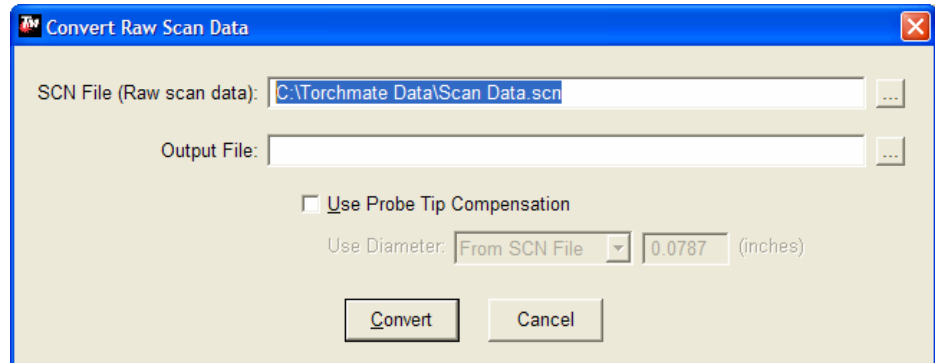 Convert Raw Scan Data
SCN File (Raw scan data): C:\Torchmate Data\Scan Data.scn ...
Output File: ...
Use Probe Tip Compensation
Use Diameter: From SCN File 0.0787 (inches)
Convert Cancel